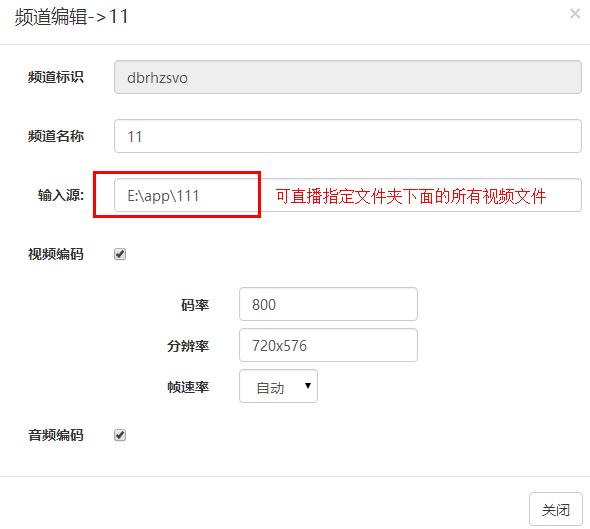 频道编辑->11 ×
频道标识 dbrhzsvo
频道名称 11
输入源: E:\app\111 可直播指定文件夹下面的所有视频文件
视频编码
码率 800
分辨率 720x576
帧速率 自动
音频编码
关闭